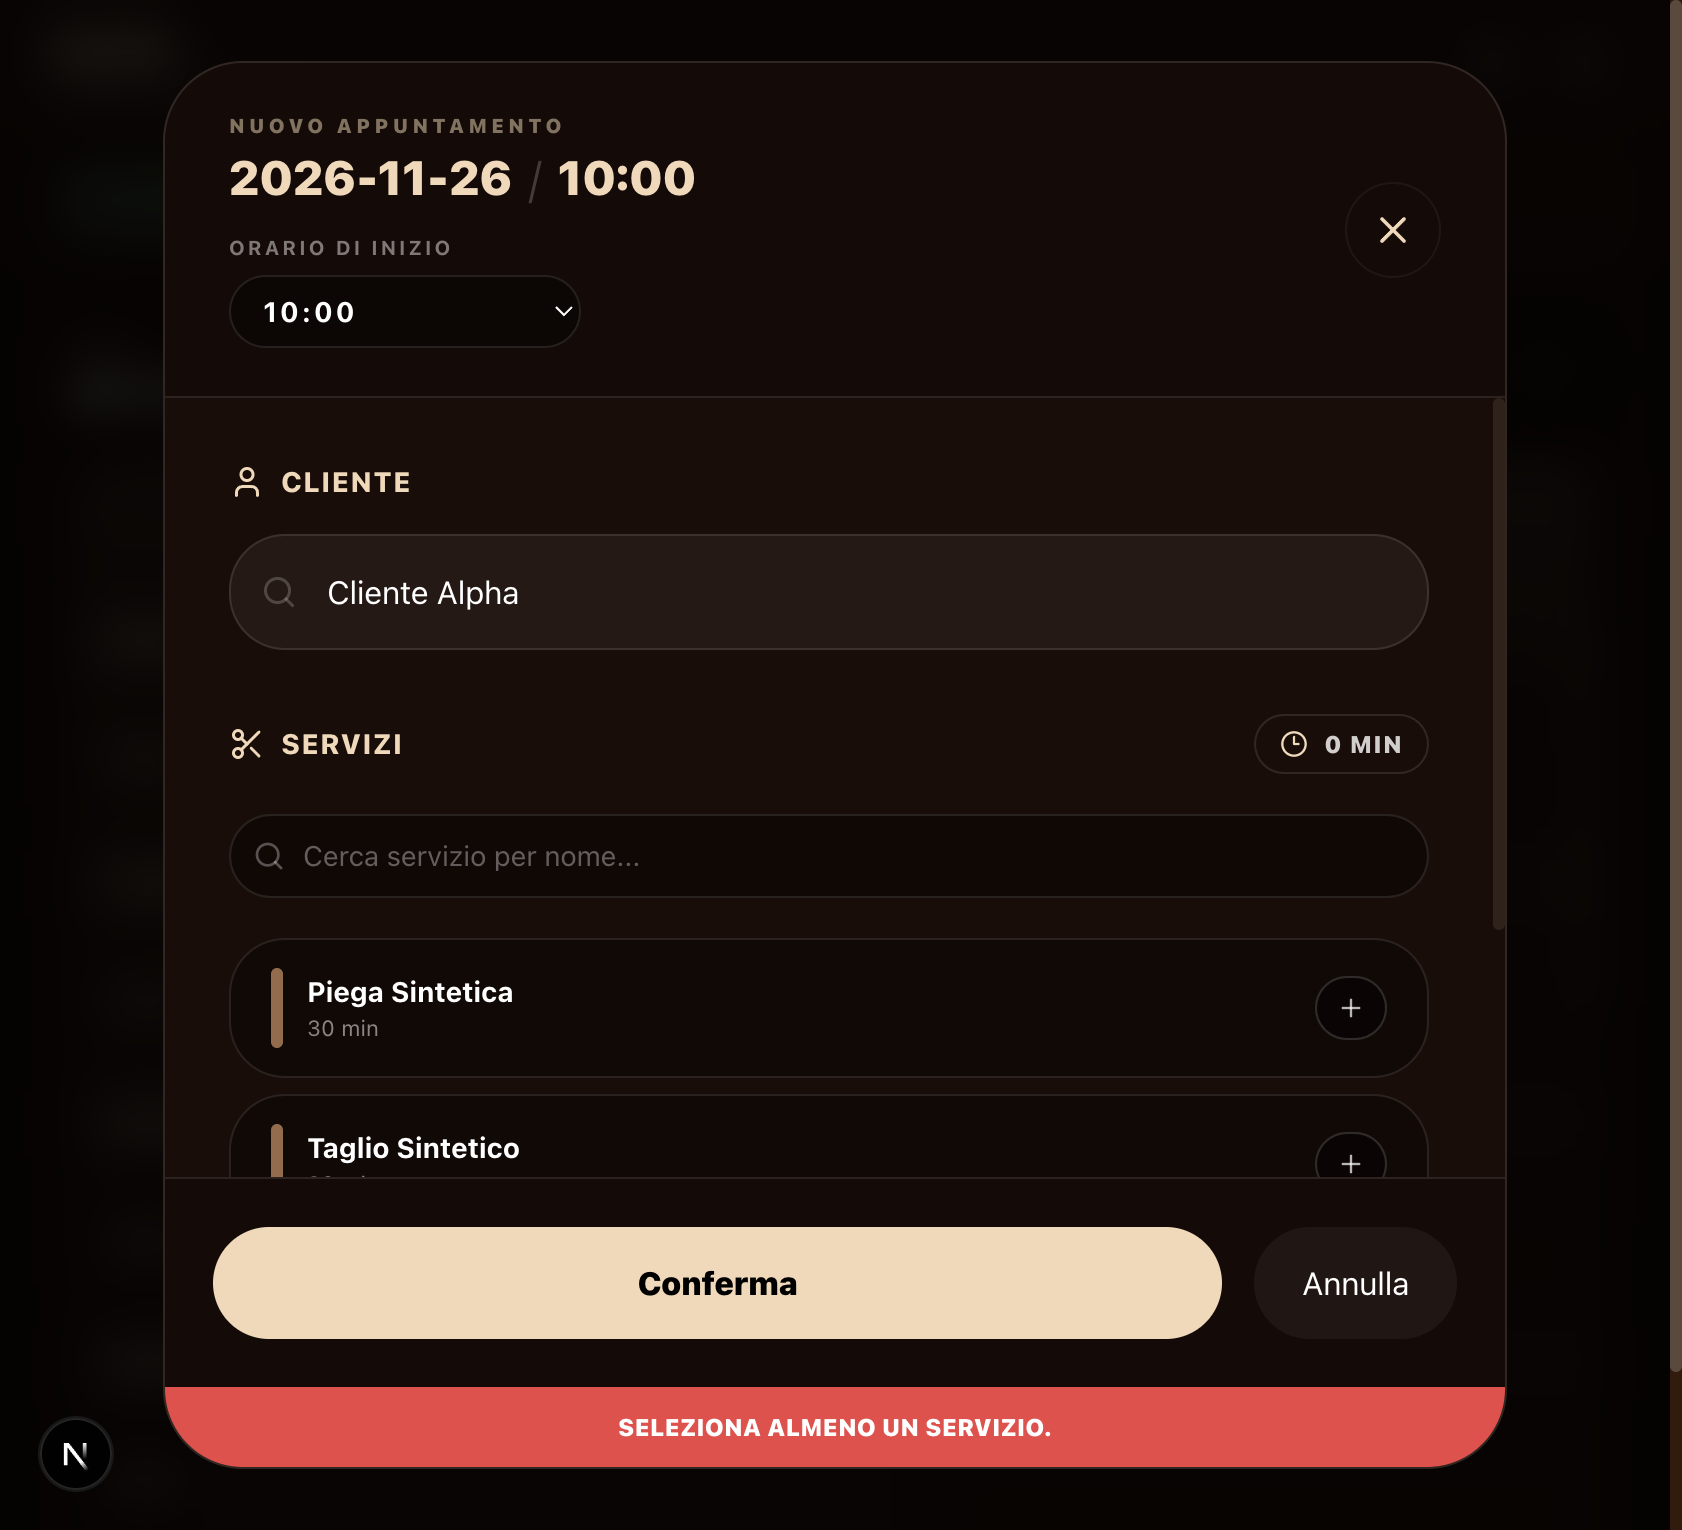 NUOVO APPUNTAMENTO
2026-11-26 / 10:00
ORARIO DI INIZIO
10:00
CLIENTE
Cliente Alpha
SERVIZI
0 MIN
Cerca servizio per nome...
Piega Sintetica
30 min
Taglio Sintetico
Conferma
Annulla
SELEZIONA ALMENO UN SERVIZIO.
N